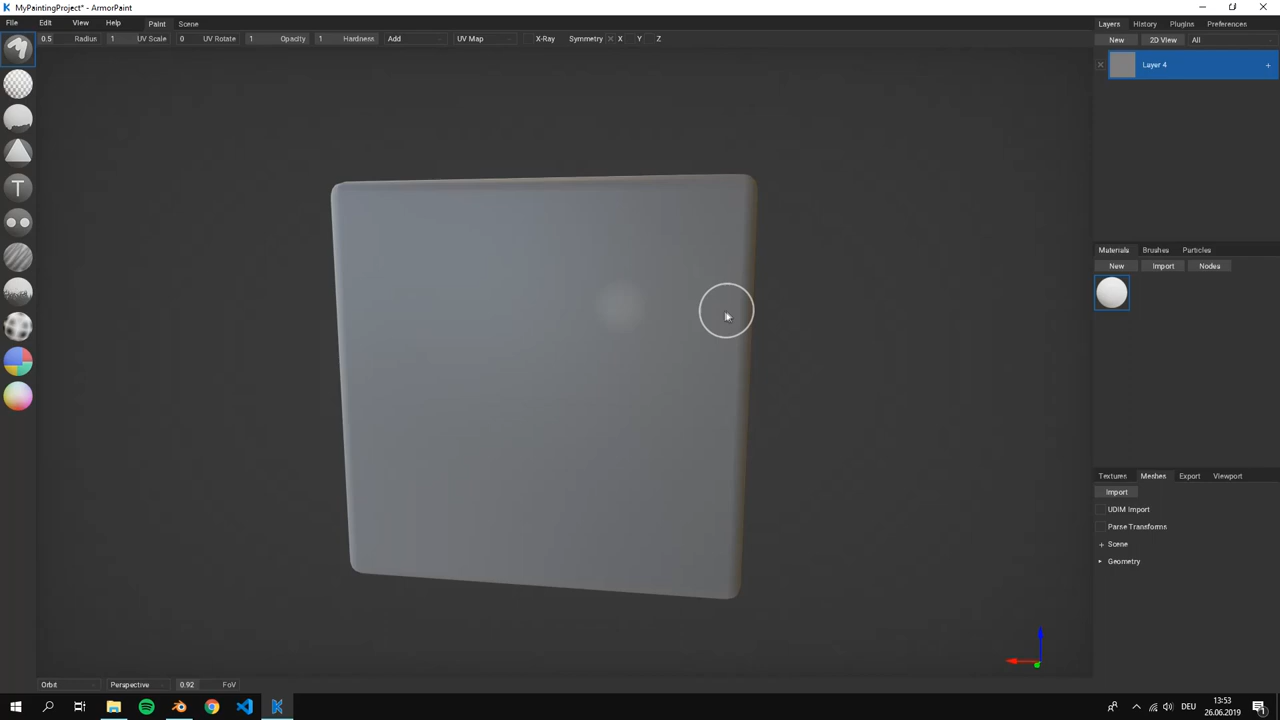 MyPaintingProject* - ArmorPaint
File Edit View Help Paint Scene Layers History Plugins Preferences
0.5 Radius 1 UV Scale 0 UV Rotate 1 Opacity 1 Hardness Add UV Map X-Ray Symmetry X Y Z New 2D View All
Layer 4 +
T
Materials Brushes Particles
New Import Nodes
Textures Meshes Export Viewport
Import
UDIM Import
Parse Transforms
Scene
Geometry
Orbit Perspective 0.92 FoV
DEU 13:53
26.06.2019